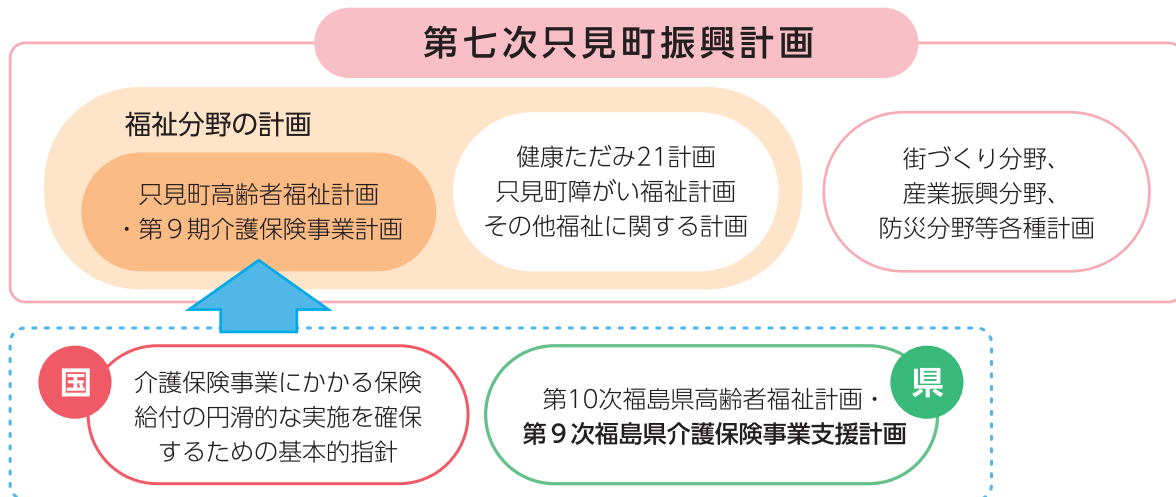 第七次只見町振興計画
福祉分野の計画
只見町高齢者福祉計画
・第９期介護保険事業計画
健康ただみ21計画
只見町障がい福祉計画
その他福祉に関する計画
街づくり分野、
産業振興分野、
防災分野等各種計画
国
介護保険事業にかかる保険
給付の円滑的な実施を確保
するための基本的指針
県
第10次福島県高齢者福祉計画・
第９次福島県介護保険事業支援計画